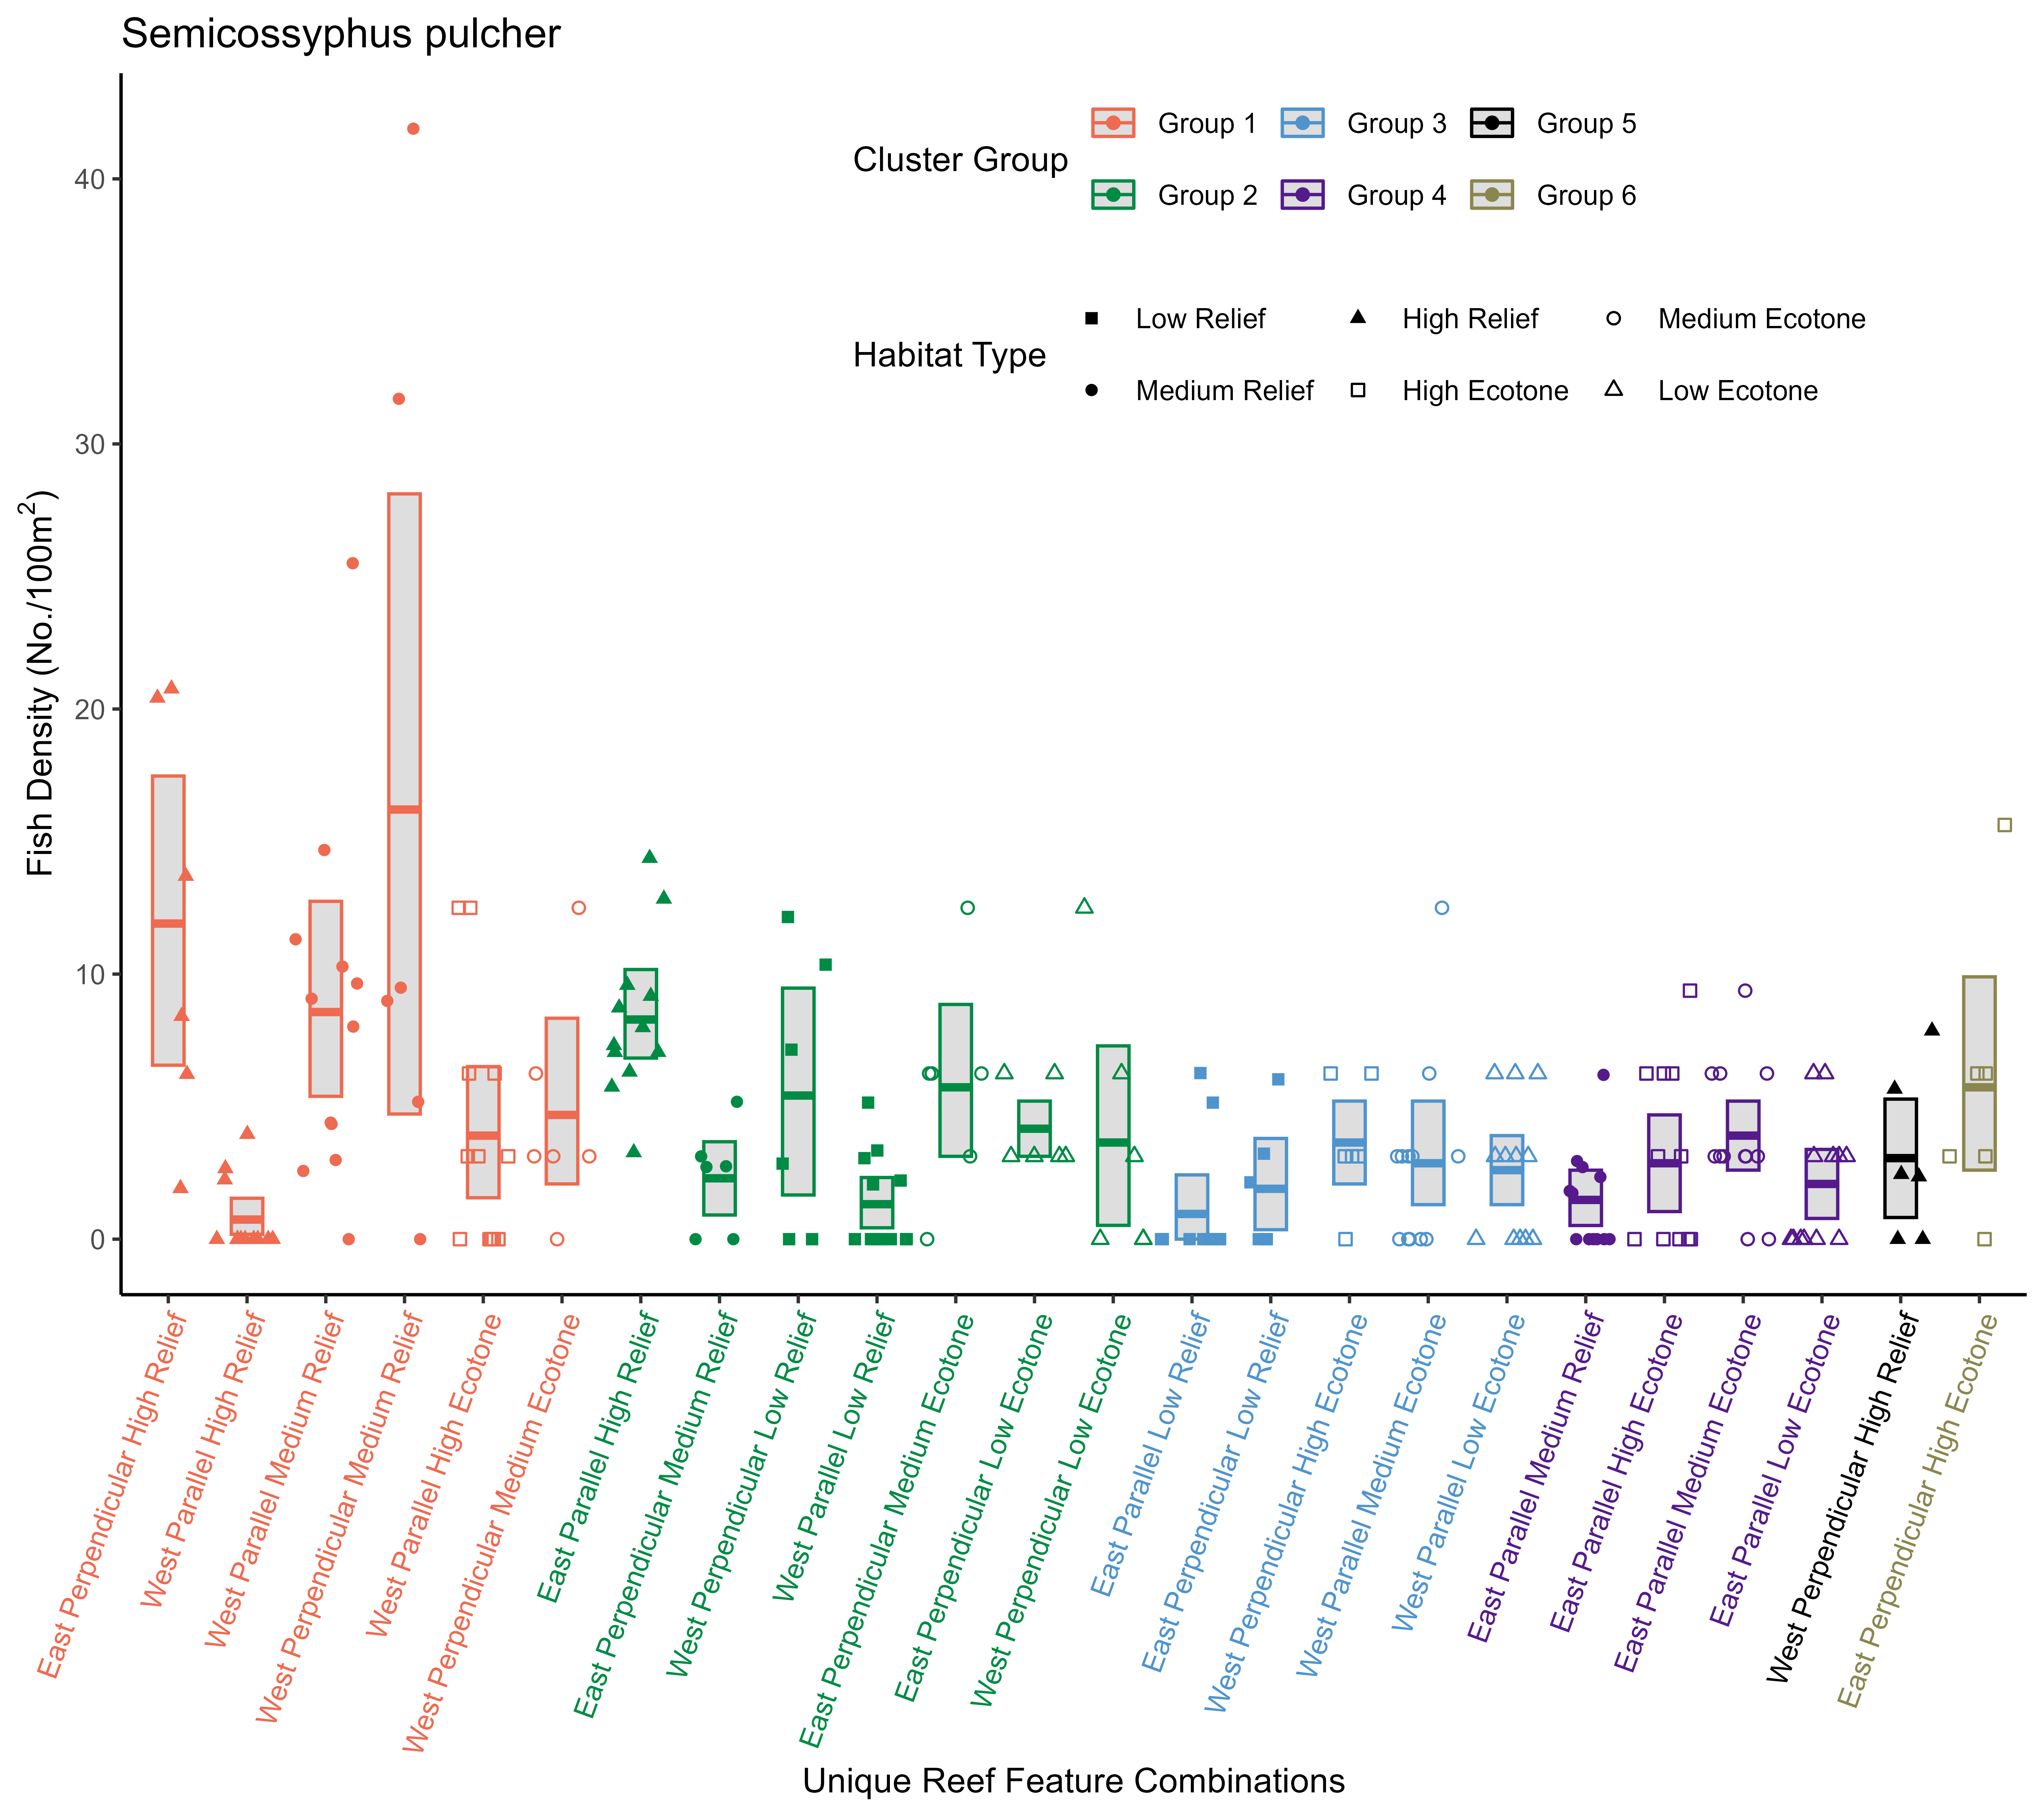 Semicossyphus pulcher
Cluster Group
Group 1
Group 3
Group 5
Group 2
Group 4
Group 6
Habitat Type
Low Relief
High Relief
Medium Ecotone
Medium Relief
High Ecotone
Low Ecotone
Fish Density (No./100m²)
40
30
20
10
0
East Perpendicular High Relief
West Parallel High Relief
West Parallel Medium Relief
West Perpendicular Medium Relief
West Parallel High Ecotone
West Perpendicular Medium Ecotone
East Parallel High Relief
East Perpendicular Medium Relief
West Perpendicular Low Relief
West Parallel Low Relief
East Perpendicular Medium Ecotone
East Perpendicular Low Ecotone
West Perpendicular Low Ecotone
East Parallel Low Relief
East Perpendicular Low Relief
West Perpendicular High Ecotone
West Parallel Medium Ecotone
West Parallel Low Ecotone
East Parallel Medium Relief
East Parallel High Ecotone
East Parallel Medium Ecotone
East Parallel Low Ecotone
West Perpendicular High Relief
East Perpendicular High Ecotone
Unique Reef Feature Combinations